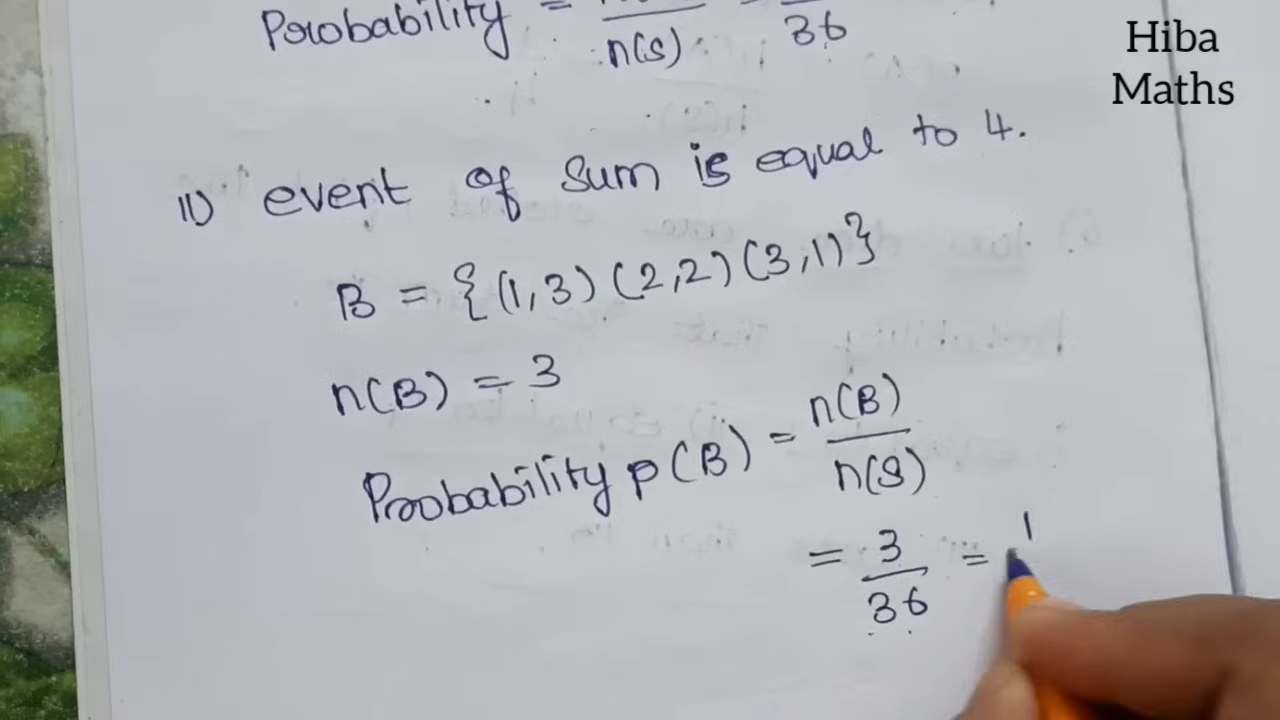 Probability =
n(S)
36
Hiba
Maths
ii) event of sum is equal to 4.
B = {(1,3) (2,2) (3,1)}
n(B) = 3
Probability p(B) = n(B)
n(S)
= 3 = 1
36